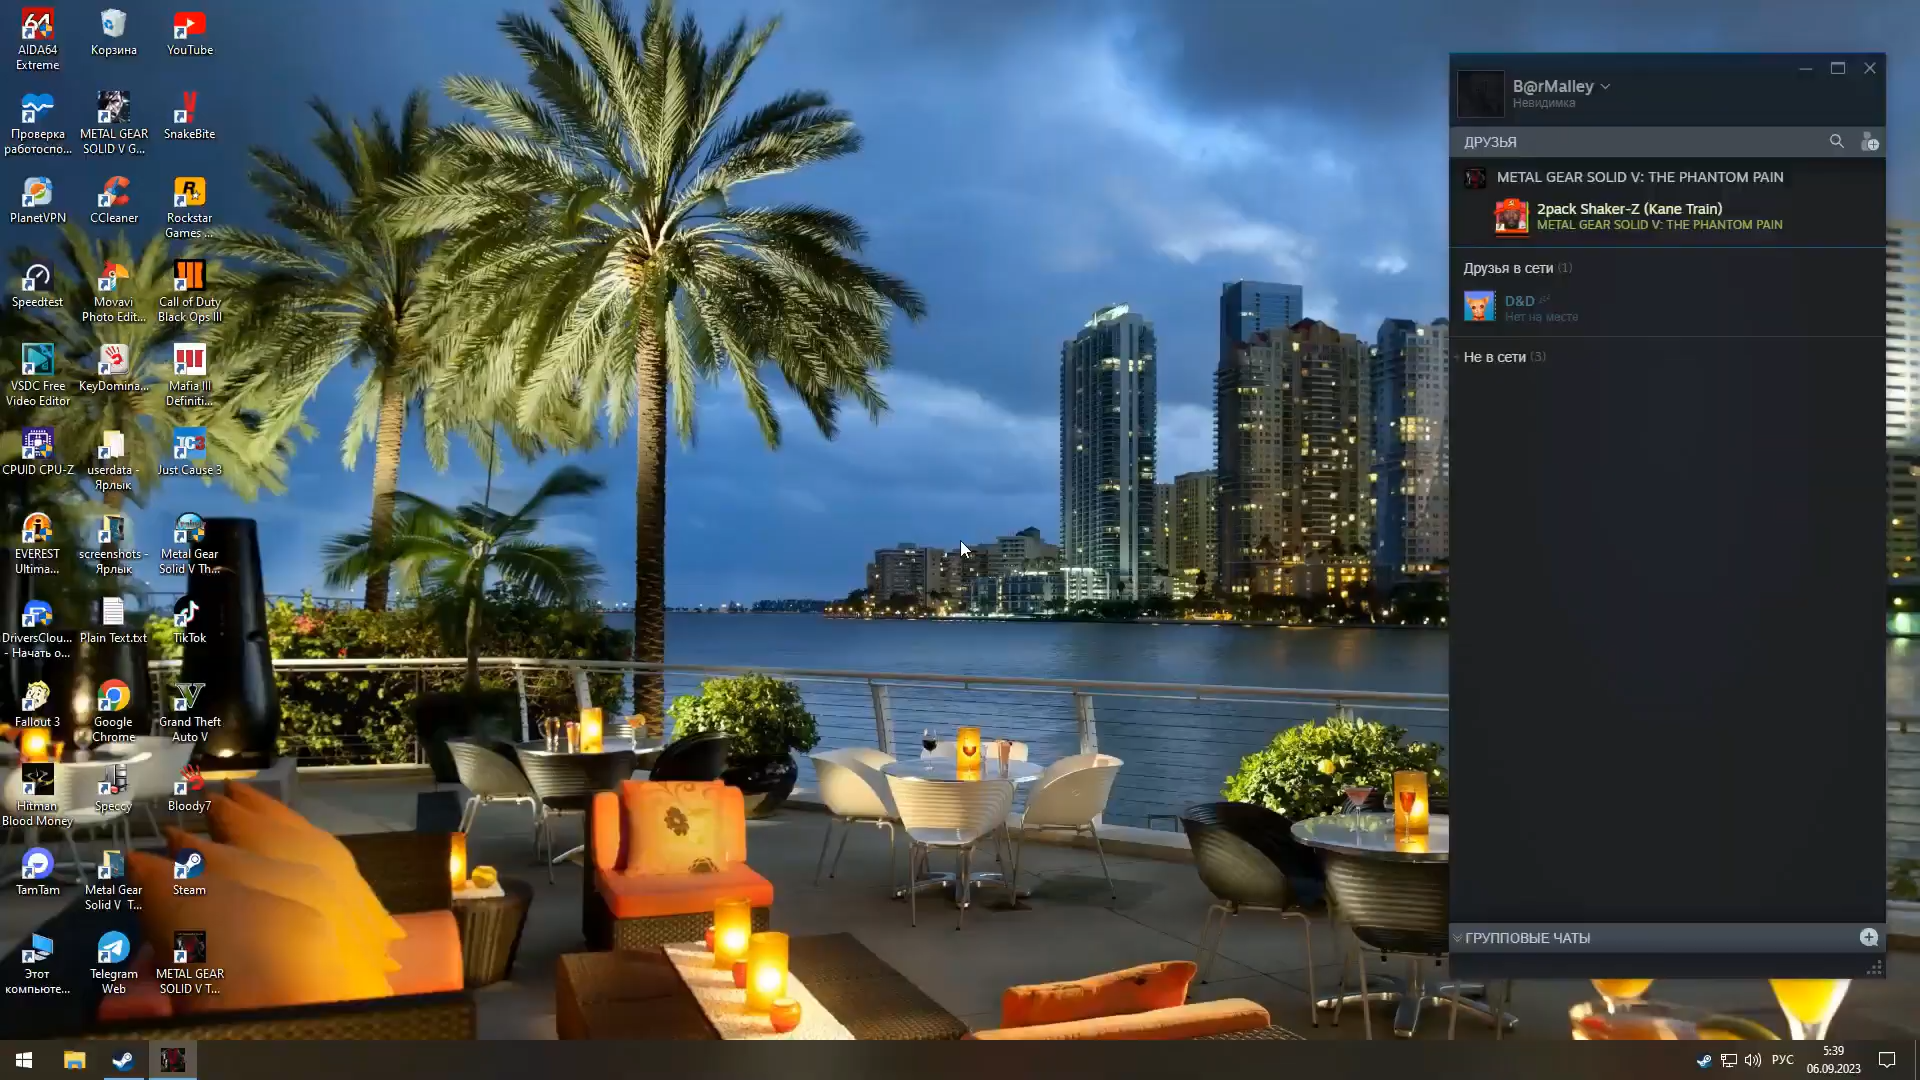 AIDA64
Extreme
Корзина
YouTube
Проверка
работоспо...
METAL GEAR
SOLID V G...
SnakeBite
PlanetVPN
CCleaner
Rockstar
Games ...
Speedtest
Movavi
Photo Edit...
Call of Duty
Black Ops III
VSDC Free
Video Editor
KeyDomina...
Mafia III
Definiti...
CPUID CPU-Z
userdata -
Ярлык
Just Cause 3
EVEREST
Ultima...
screenshots -
Ярлык
Metal Gear
Solid V Th...
DriversClou...
- Начать о...
Plain Text.txt
TikTok
Fallout 3
Google
Chrome
Grand Theft
Auto V
Hitman
Blood Money
Speccy
Bloody7
TamTam
Metal Gear
Solid V T...
Steam
Этот
компьюте...
Telegram
Web
METAL GEAR
SOLID V T...
B@rMalley
Невидимка
ДРУЗЬЯ
METAL GEAR SOLID V: THE PHANTOM PAIN
2pack Shaker-Z (Kane Train)
METAL GEAR SOLID V: THE PHANTOM PAIN
Друзья в сети (1)
D&D
Нет на месте
Не в сети (3)
ГРУППОВЫЕ ЧАТЫ
РУС
5:39
06.09.2023